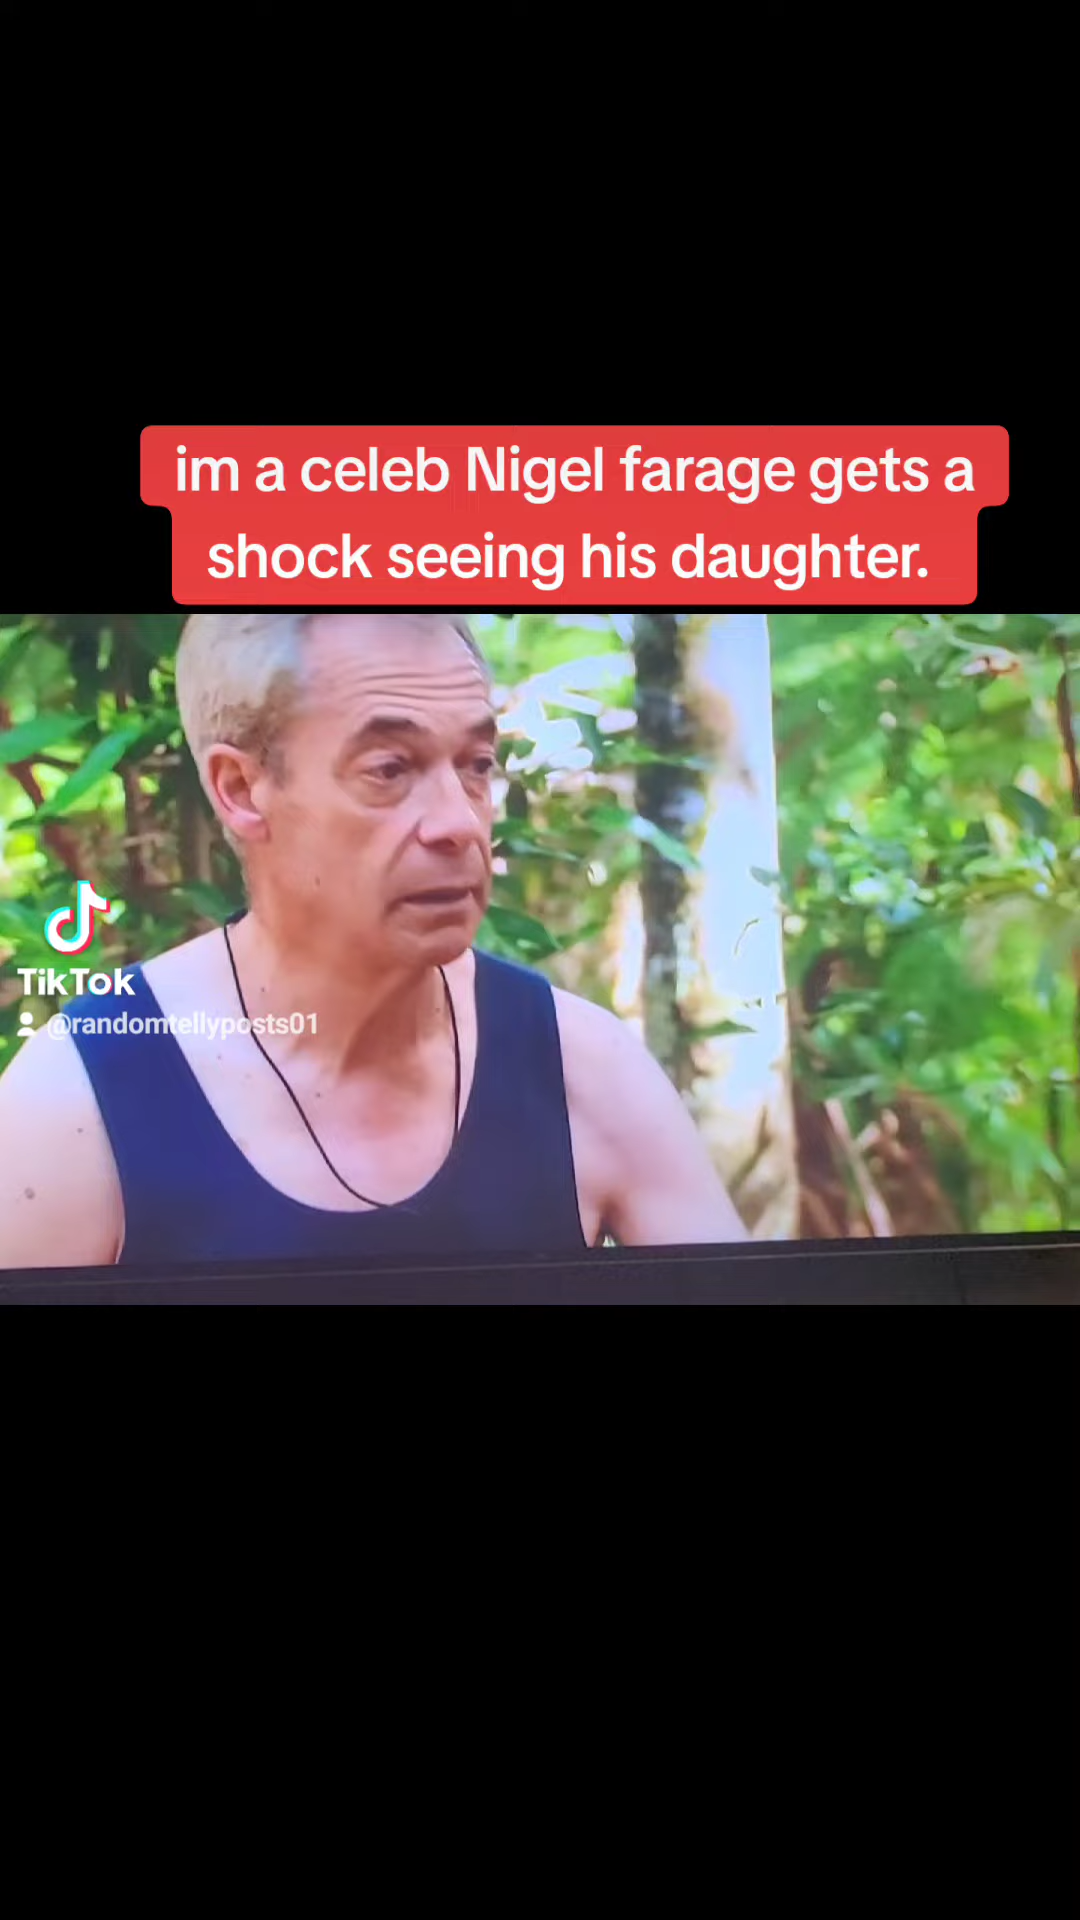 im a celeb Nigel farage gets a
shock seeing his daughter.
TikTok
@randomtellyposts01